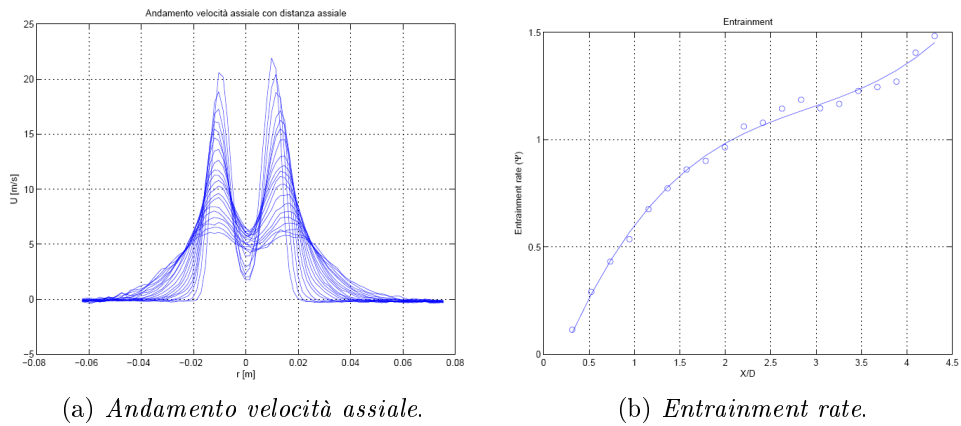 Andamento velocità assiale con distanza assiale
25
20
15
10
5
0
−5
U [m/s]
−0.08 −0.06 −0.04 −0.02 0 0.02 0.04 0.06 0.08
r [m]
(a) Andamento velocità assiale.
Entrainment
1.5
1
0.5
0
Entrainment rate (Ψ)
0 0.5 1 1.5 2 2.5 3 3.5 4 4.5
X/D
(b) Entrainment rate.